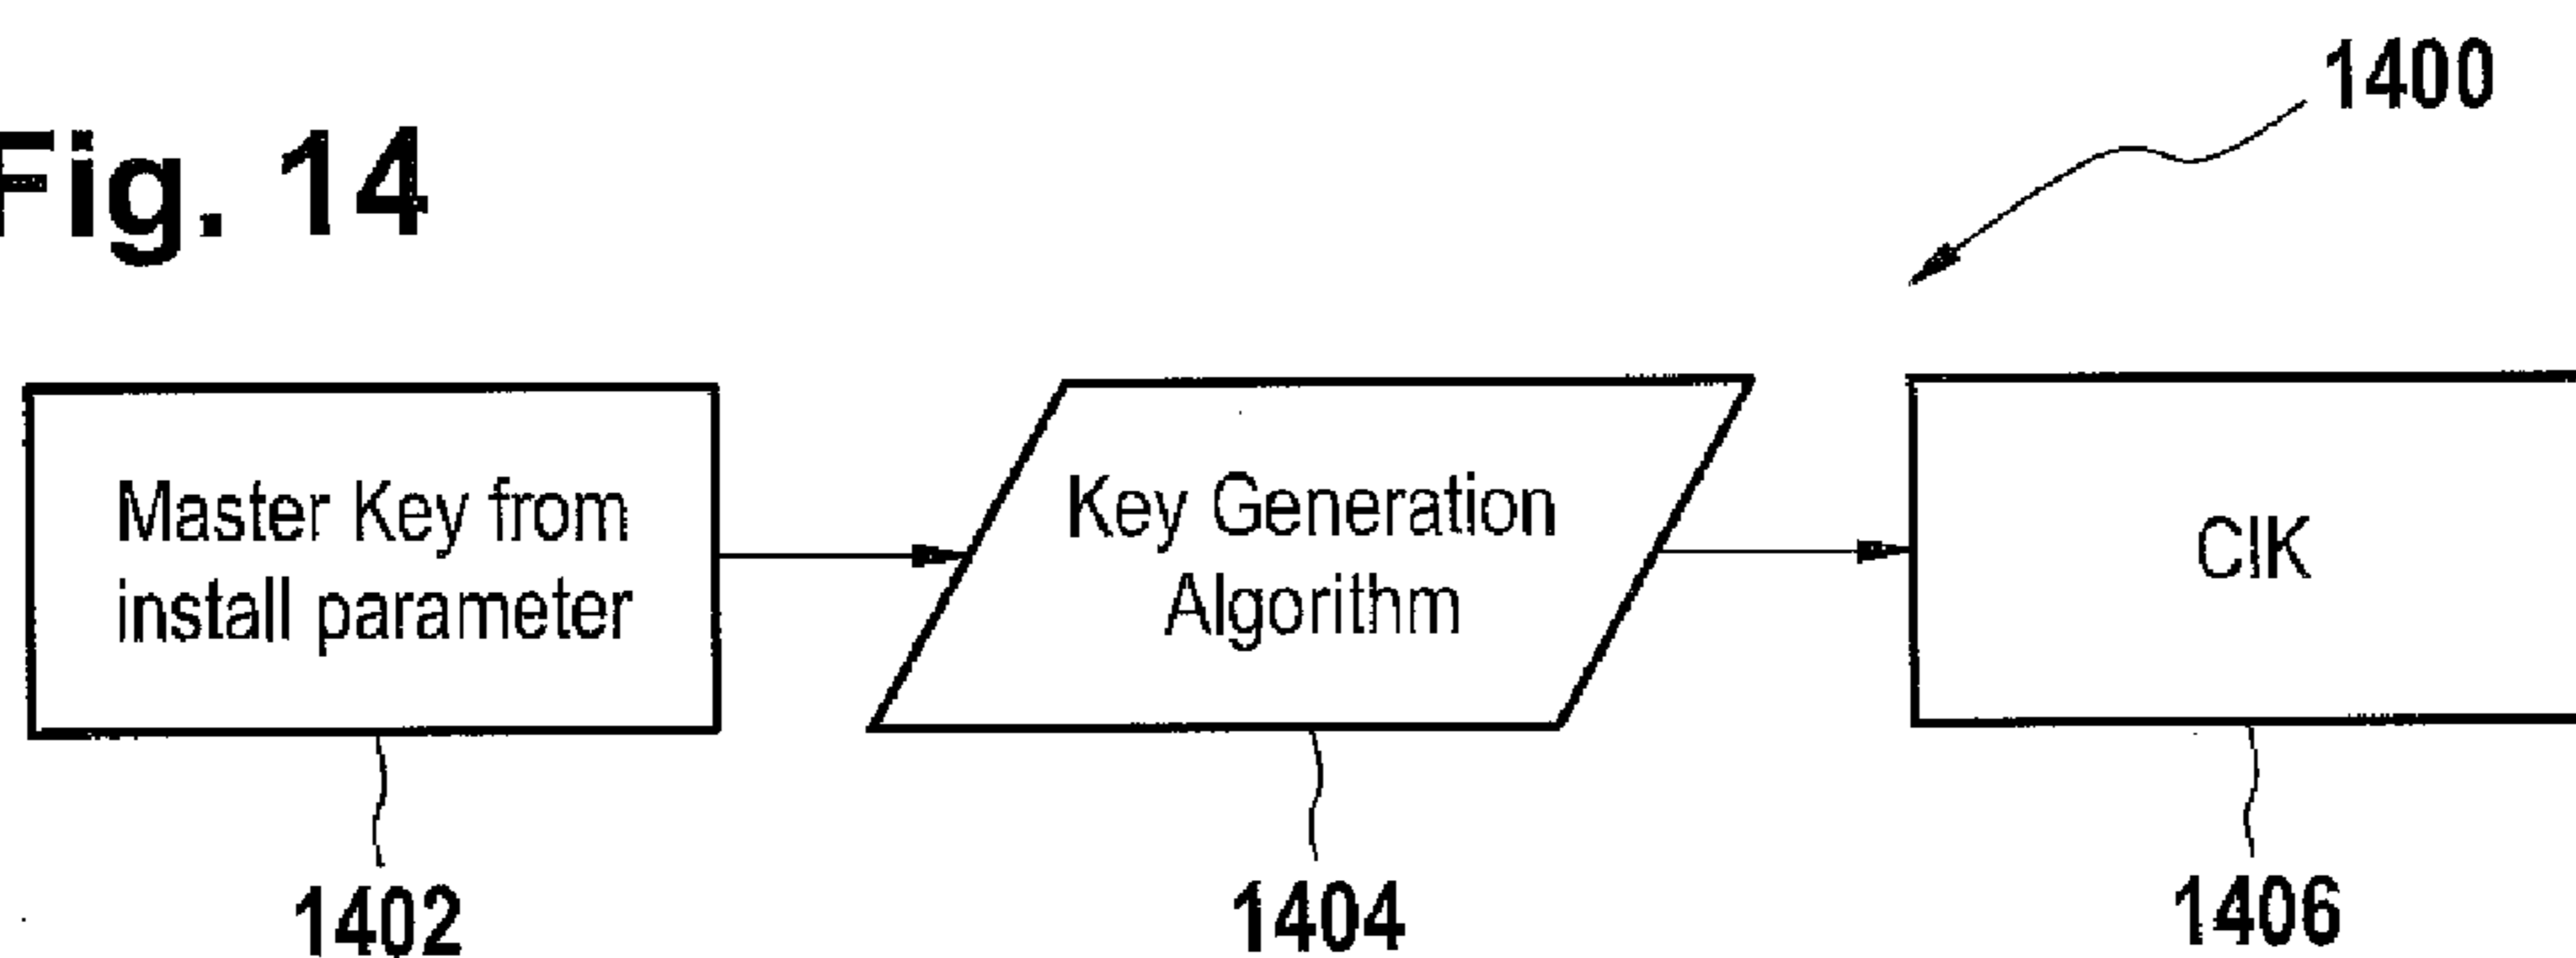 1400
Fig. 14
Master Key from
install parameter
Key Generation
Algorithm
CIK
1402
1404
1406